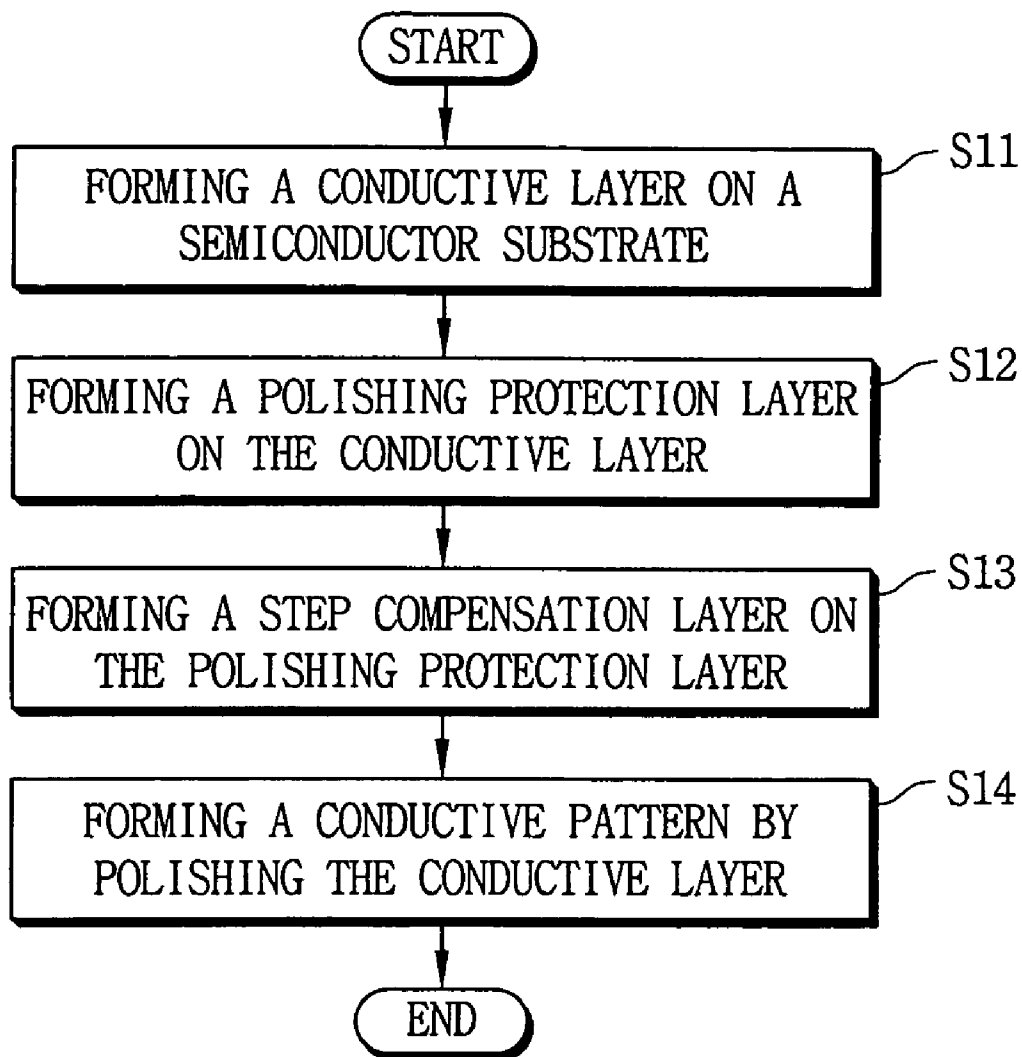 START
S11
FORMING A CONDUCTIVE LAYER ON A
SEMICONDUCTOR SUBSTRATE
S12
FORMING A POLISHING PROTECTION LAYER
ON THE CONDUCTIVE LAYER
S13
FORMING A STEP COMPENSATION LAYER ON
THE POLISHING PROTECTION LAYER
S14
FORMING A CONDUCTIVE PATTERN BY
POLISHING THE CONDUCTIVE LAYER
END